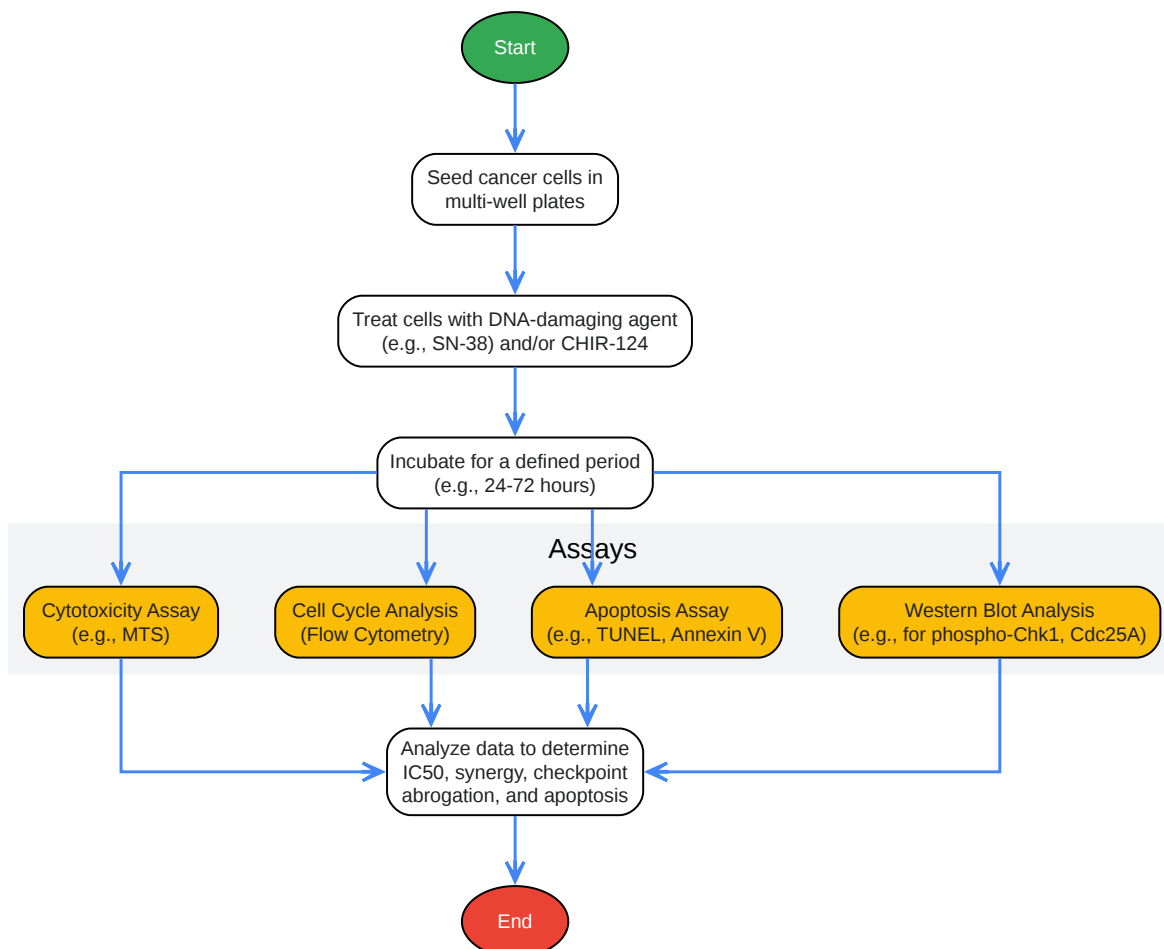 Start
Seed cancer cells in
multi-well plates
Treat cells with DNA-damaging agent
(e.g., SN-38) and/or CHIR-124
Incubate for a defined period
(e.g., 24-72 hours)
Assays
Cytotoxicity Assay
(e.g., MTS)
Cell Cycle Analysis
(Flow Cytometry)
Apoptosis Assay
(e.g., TUNEL, Annexin V)
Western Blot Analysis
(e.g., for phospho-Chk1, Cdc25A)
Analyze data to determine
IC50, synergy, checkpoint
abrogation, and apoptosis
End